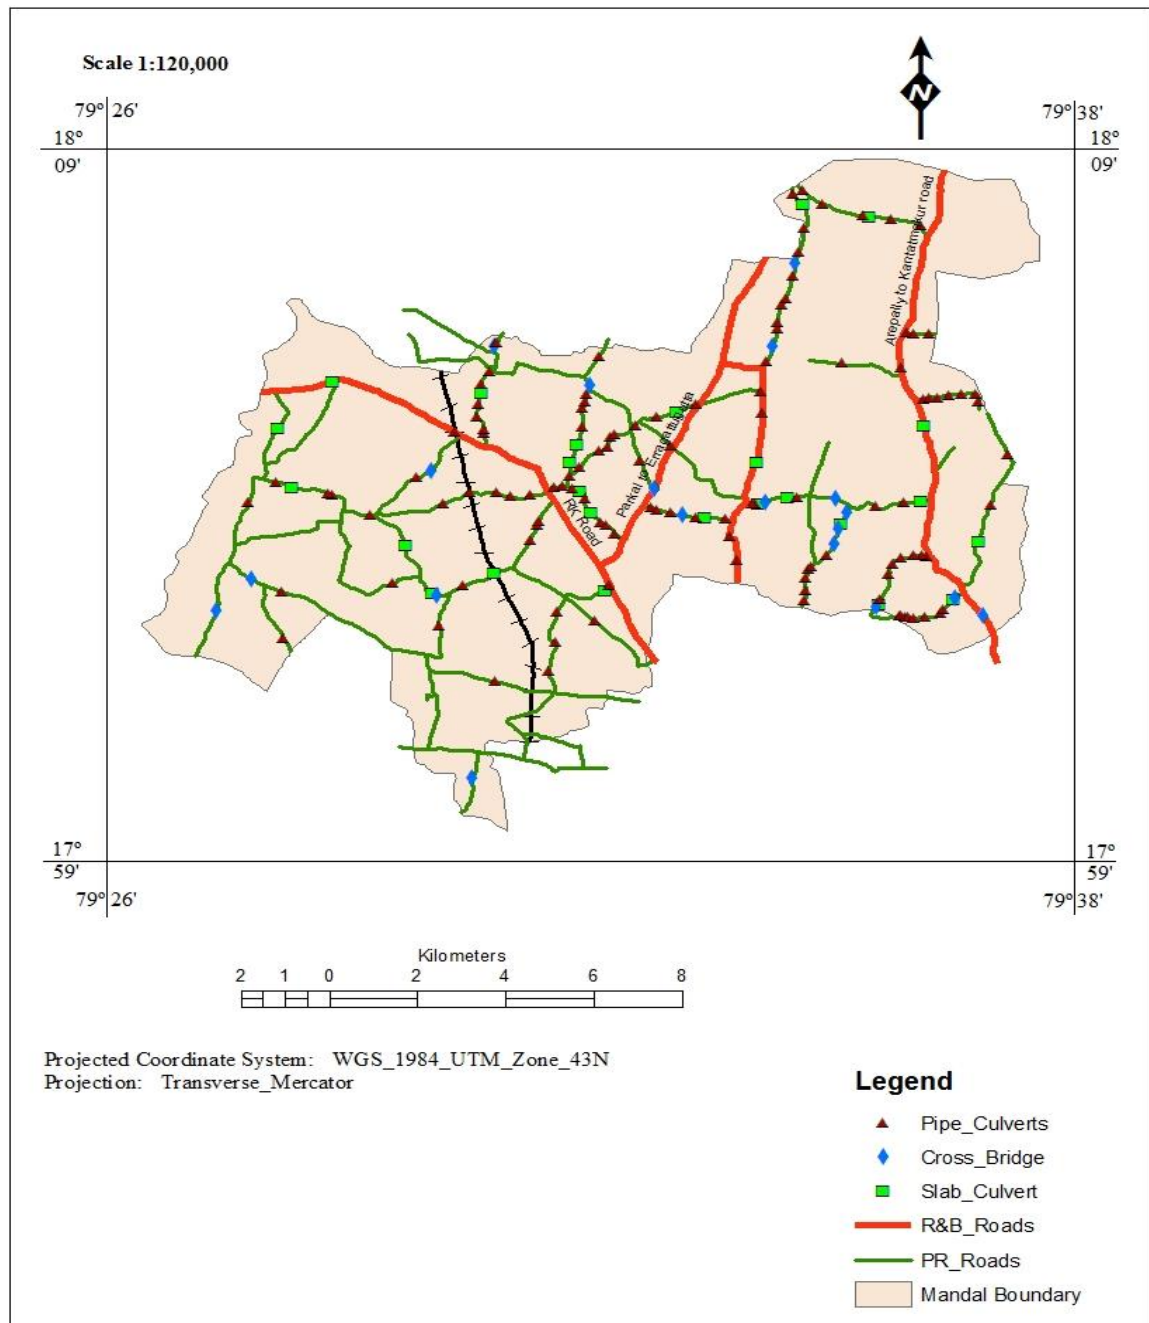 Scale 1:120,000
N
79° 26'
79° 38'
18°
09'
18°
09'
Arepally to Kantatmakur road
Parkal to Erragattugutta
RK Road
17°
59'
17°
59'
79° 26'
79° 38'
Kilometers
2 1 0 2 4 6 8
Projected Coordinate System: WGS_1984_UTM_Zone_43N
Projection: Transverse_Mercator
Legend
Pipe_Culverts
Cross_Bridge
Slab_Culvert
R&B_Roads
PR_Roads
Mandal Boundary